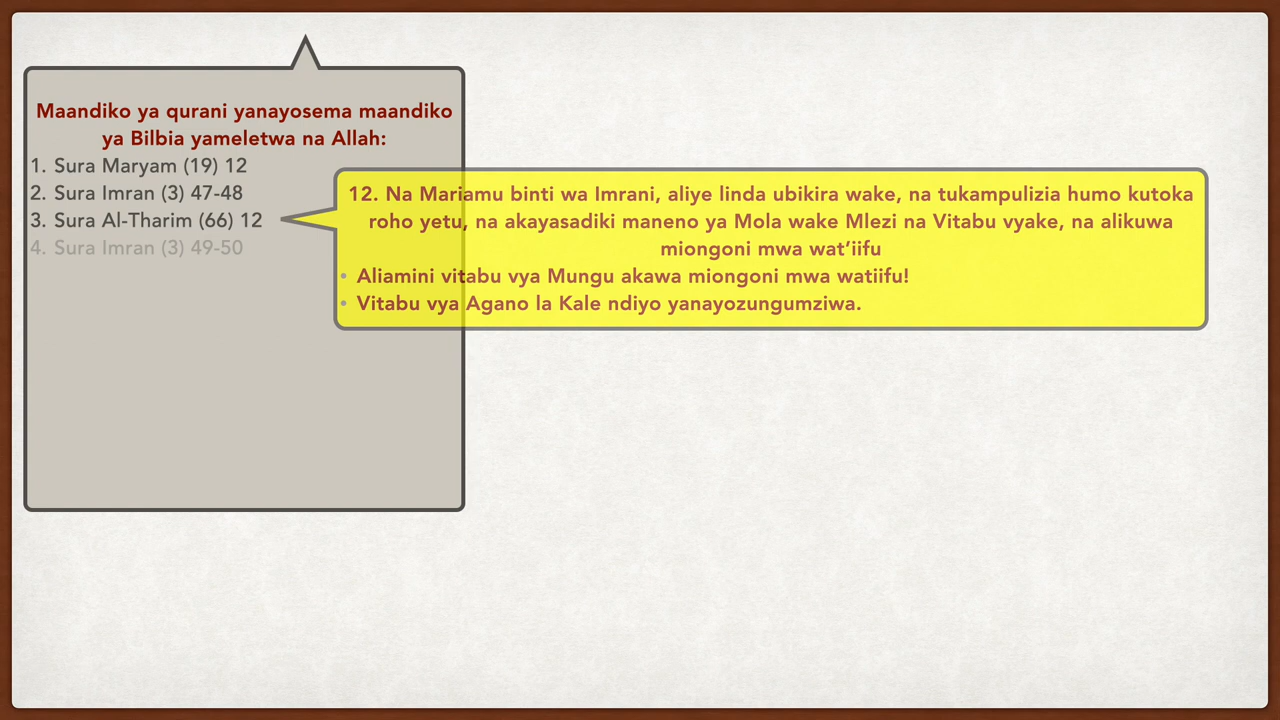 Maandiko ya qurani yanayosema maandiko
ya Bilbia yameletwa na Allah:
1. Sura Maryam (19) 12
2. Sura Imran (3) 47-48
3. Sura Al-Tharim (66) 12
4. Sura Imran (3) 49-50
12. Na Mariamu binti wa Imrani, aliye linda ubikira wake, na tukampulizia humo kutoka
roho yetu, na akayasadiki maneno ya Mola wake Mlezi na Vitabu vyake, na alikuwa
miongoni mwa wat’iifu
• Aliamini vitabu vya Mungu akawa miongoni mwa watiifu!
• Vitabu vya Agano la Kale ndiyo yanayozungumziwa.